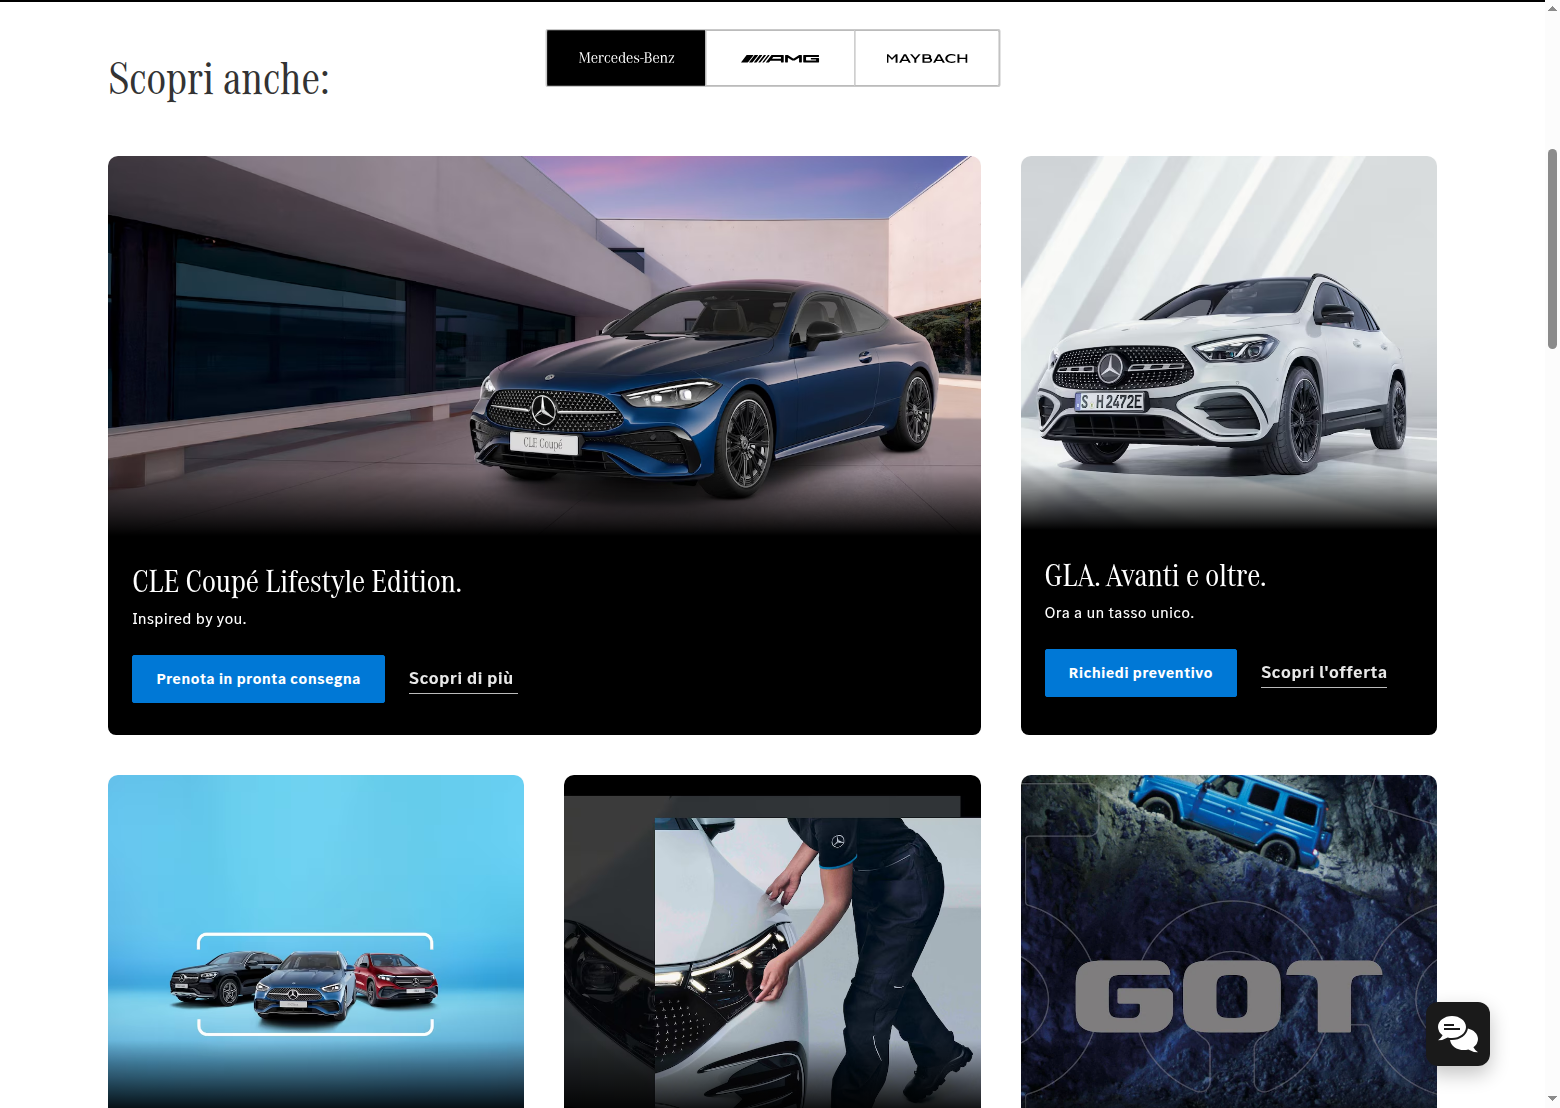 Scopri anche:
Mercedes-Benz
AMG
MAYBACH
CLE Coupé
CLE Coupé Lifestyle Edition.
Inspired by you.
Prenota in pronta consegna
Scopri di più
S H 2472E
GLA. Avanti e oltre.
Ora a un tasso unico.
Richiedi preventivo
Scopri l'offerta
GOT